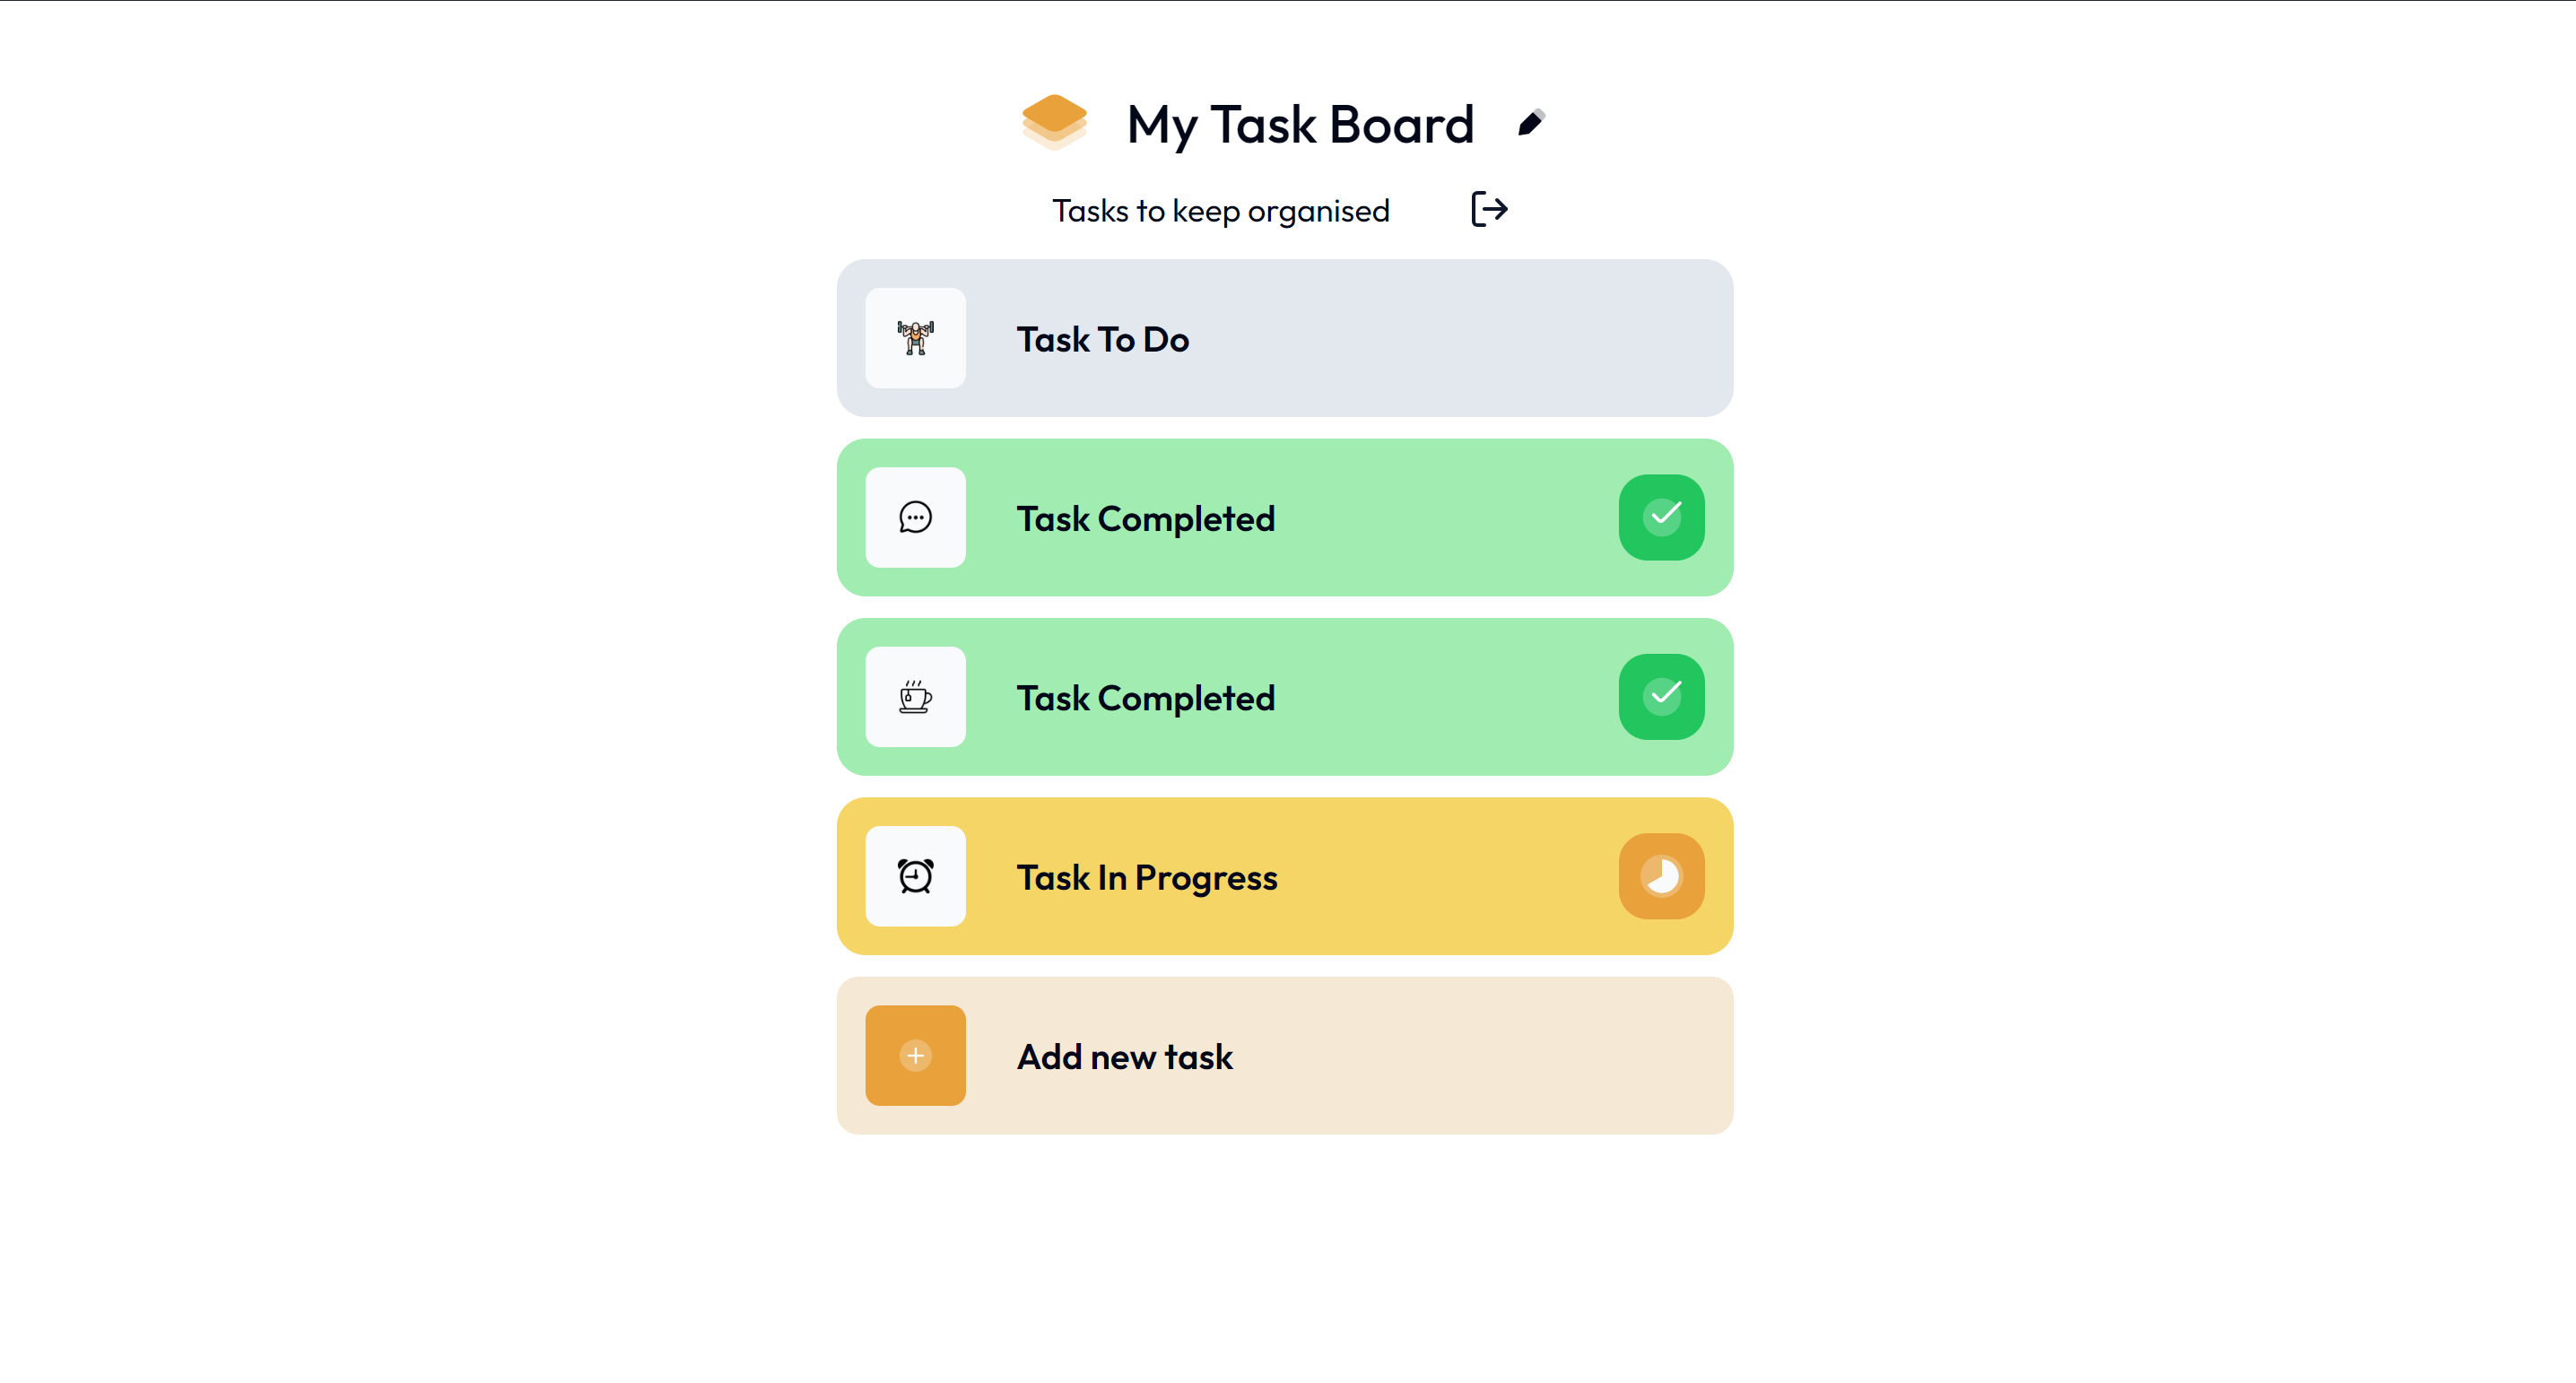 My Task Board
Tasks to keep organised
Task To Do
Task Completed
Task Completed
Task In Progress
Add new task